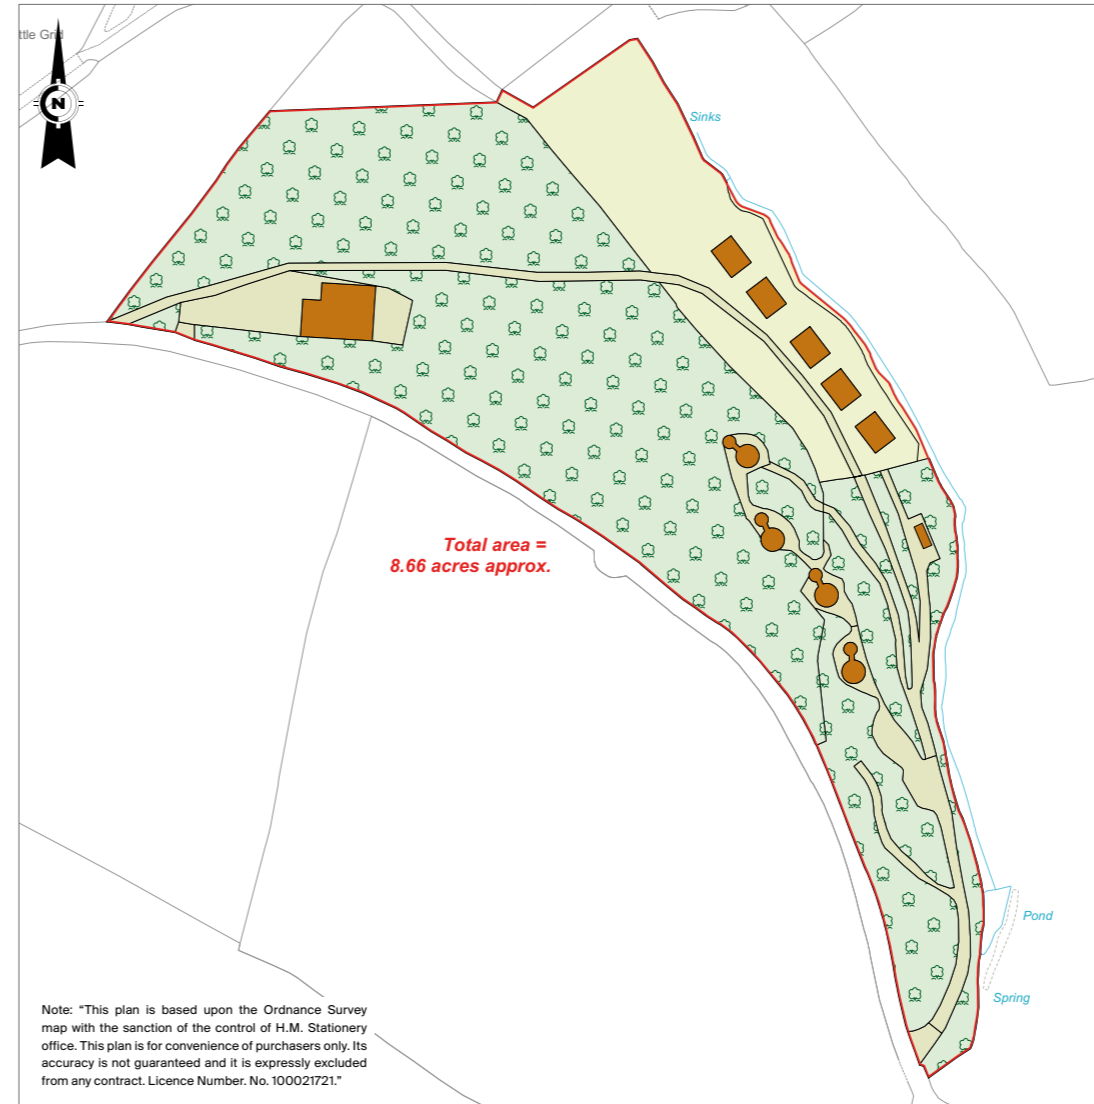 ttle Grid
N
Sinks
Total area =
8.66 acres approx.
Pond
Spring
Note: “This plan is based upon the Ordnance Survey
map with the sanction of the control of H.M. Stationery
office. This plan is for convenience of purchasers only. Its
accuracy is not guaranteed and it is expressly excluded
from any contract. Licence Number. No. 100021721.”